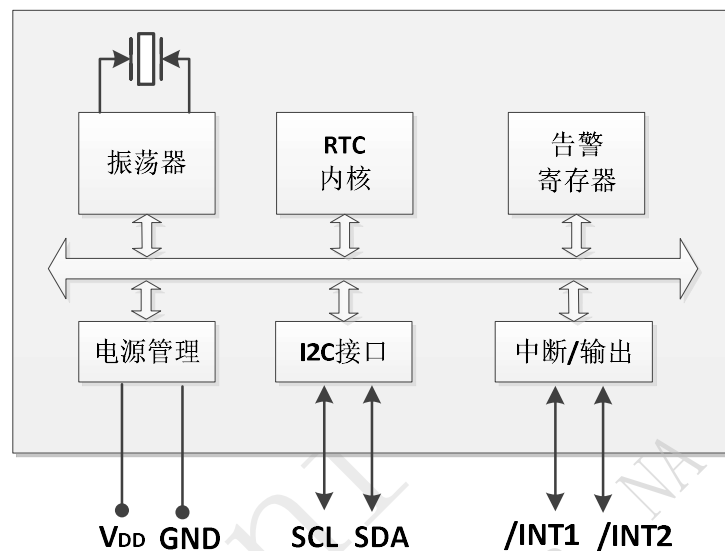 振荡器
RTC
内核
告警
寄存器
电源管理
I2C接口
中断/输出
VDD GND
SCL SDA
/INT1 /INT2
NA